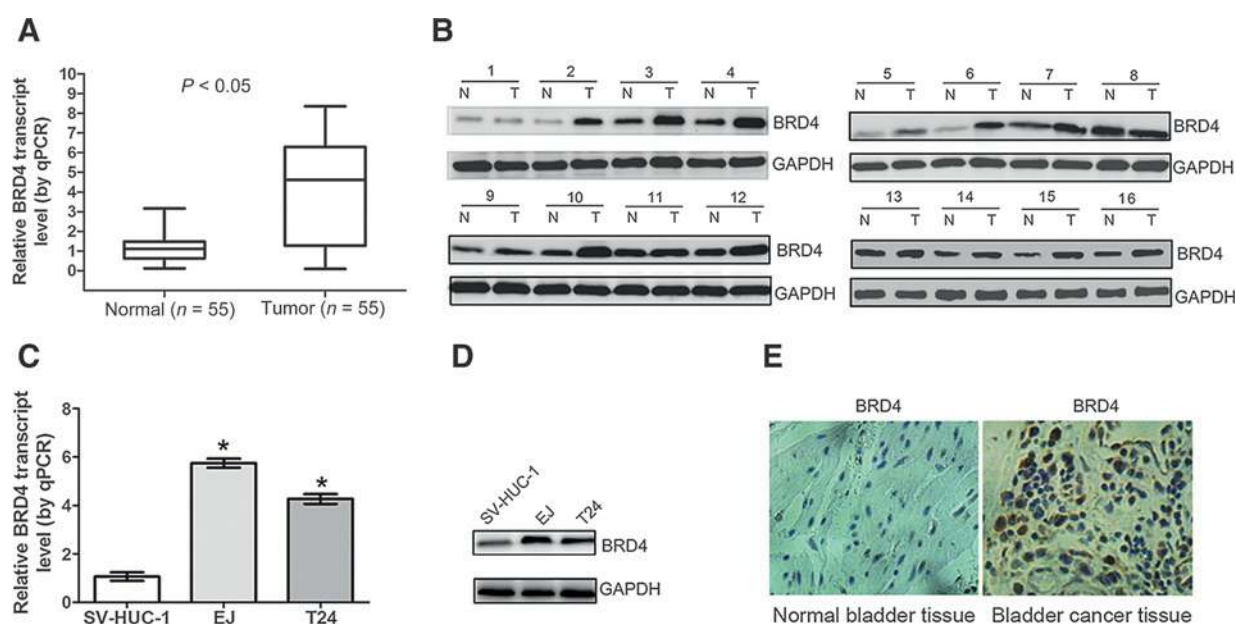 A
Relative BRD4 transcript
level (by qPCR)
10
9
8
7
6
5
4
3
2
1
0
P < 0.05
Normal (n = 55)
Tumor (n = 55)
B
1 2 3 4
N T N T N T N T
BRD4
GAPDH
5 6 7 8
N T N T N T N T
BRD4
GAPDH
9 10 11 12
N T N T N T N T
BRD4
GAPDH
13 14 15 16
N T N T N T N T
BRD4
GAPDH
C
Relative BRD4 transcript
level (by qPCR)
8
6
4
2
0
* *
SV-HUC-1 EJ T24
D
SV-HUC-1 EJ T24
BRD4
GAPDH
E
BRD4 BRD4
Normal bladder tissue Bladder cancer tissue